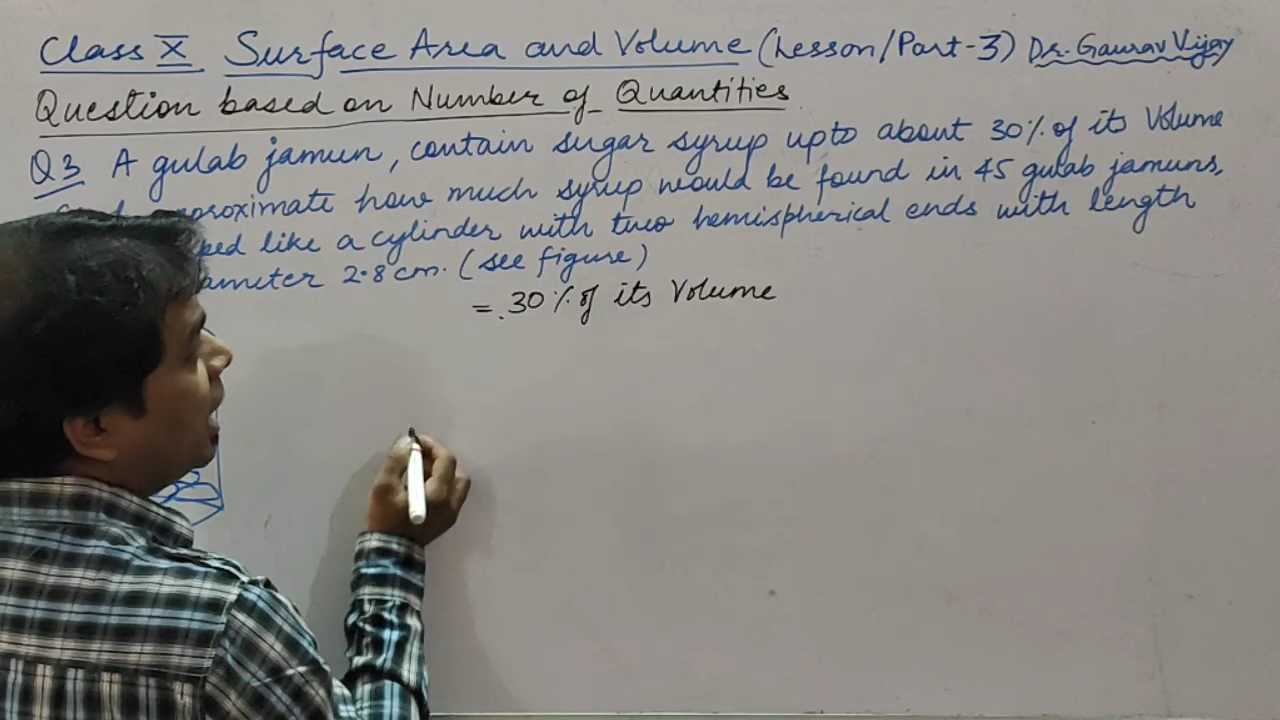 Class X Surface Area and Volume (Lesson/Part-3) Dr. Gaurav Vijay
Question based on Number of Quantities
Q3 A gulab jamun, contain sugar syrup upto about 30% of its Volume
approximate how much syrup would be found in 45 gulab jamuns,
like a cylinder with two hemispherical ends with length
2.8 cm. (see figure)
= 30% of its Volume